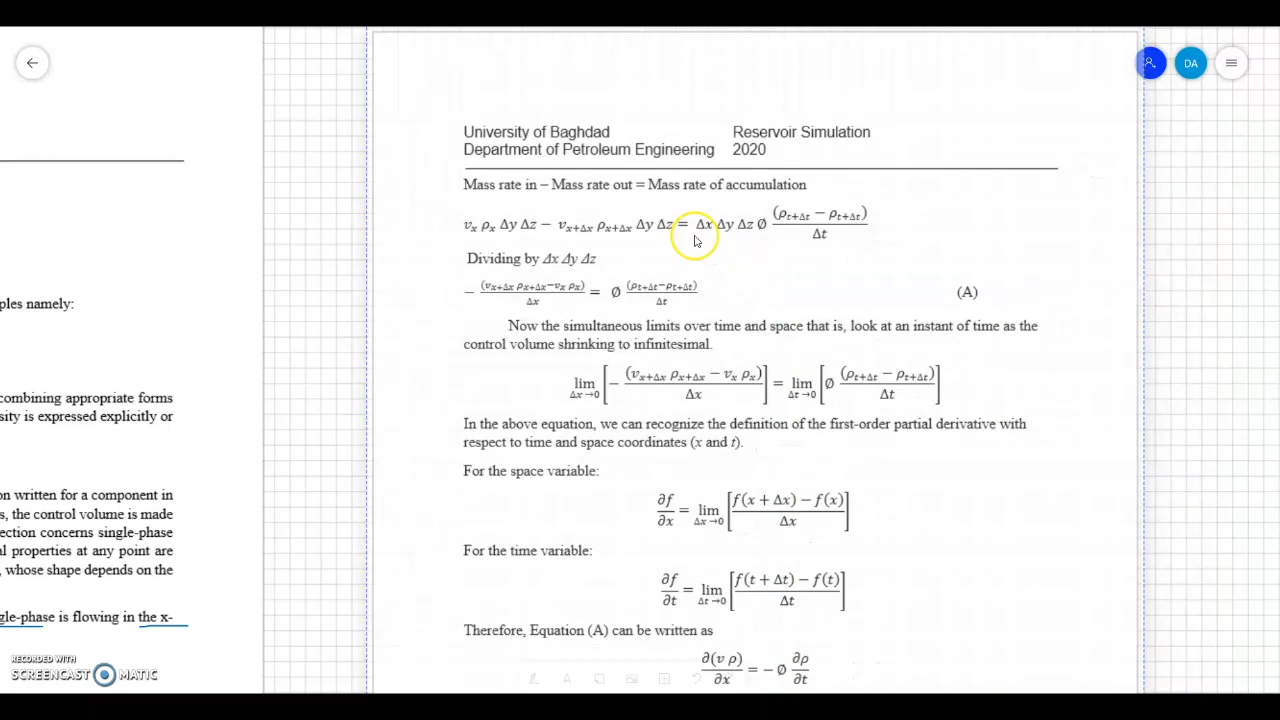 DA
University of Baghdad Reservoir Simulation
Department of Petroleum Engineering 2020
Mass rate in – Mass rate out = Mass rate of accumulation
vₓ ρₓ Δy Δz − vₓ₊Δₓ ρₓ₊Δₓ Δy Δz = Δx Δy Δz ∅ (ρₜ₊Δₜ − ρₜ₊Δₜ) / Δt
Dividing by Δx Δy Δz
− (vₓ₊Δₓ ρₓ₊Δₓ−vₓ ρₓ) / Δx = ∅ (ρₜ₊Δₜ−ρₜ₊Δₜ) / Δt (A)
Now the simultaneous limits over time and space that is, look at an instant of time as the
control volume shrinking to infinitesimal.
lim Δx→0 [− (vₓ₊Δₓ ρₓ₊Δₓ − vₓ ρₓ) / Δx] = lim Δt→0 [∅ (ρₜ₊Δₜ − ρₜ₊Δₜ) / Δt]
In the above equation, we can recognize the definition of the first-order partial derivative with
respect to time and space coordinates (x and t).
For the space variable:
∂f/∂x = lim Δx→0 [f(x + Δx) − f(x) / Δx]
For the time variable:
∂f/∂t = lim Δt→0 [f(t + Δt) − f(t) / Δt]
Therefore, Equation (A) can be written as
∂(v ρ)/∂x = − ∅ ∂ρ/∂t
ples namely:
combining appropriate forms
sity is expressed explicitly or
on written for a component in
s, the control volume is made
ection concerns single-phase
al properties at any point are
, whose shape depends on the
gle-phase is flowing in the x-
RECORDED WITH
SCREENCAST MATIC